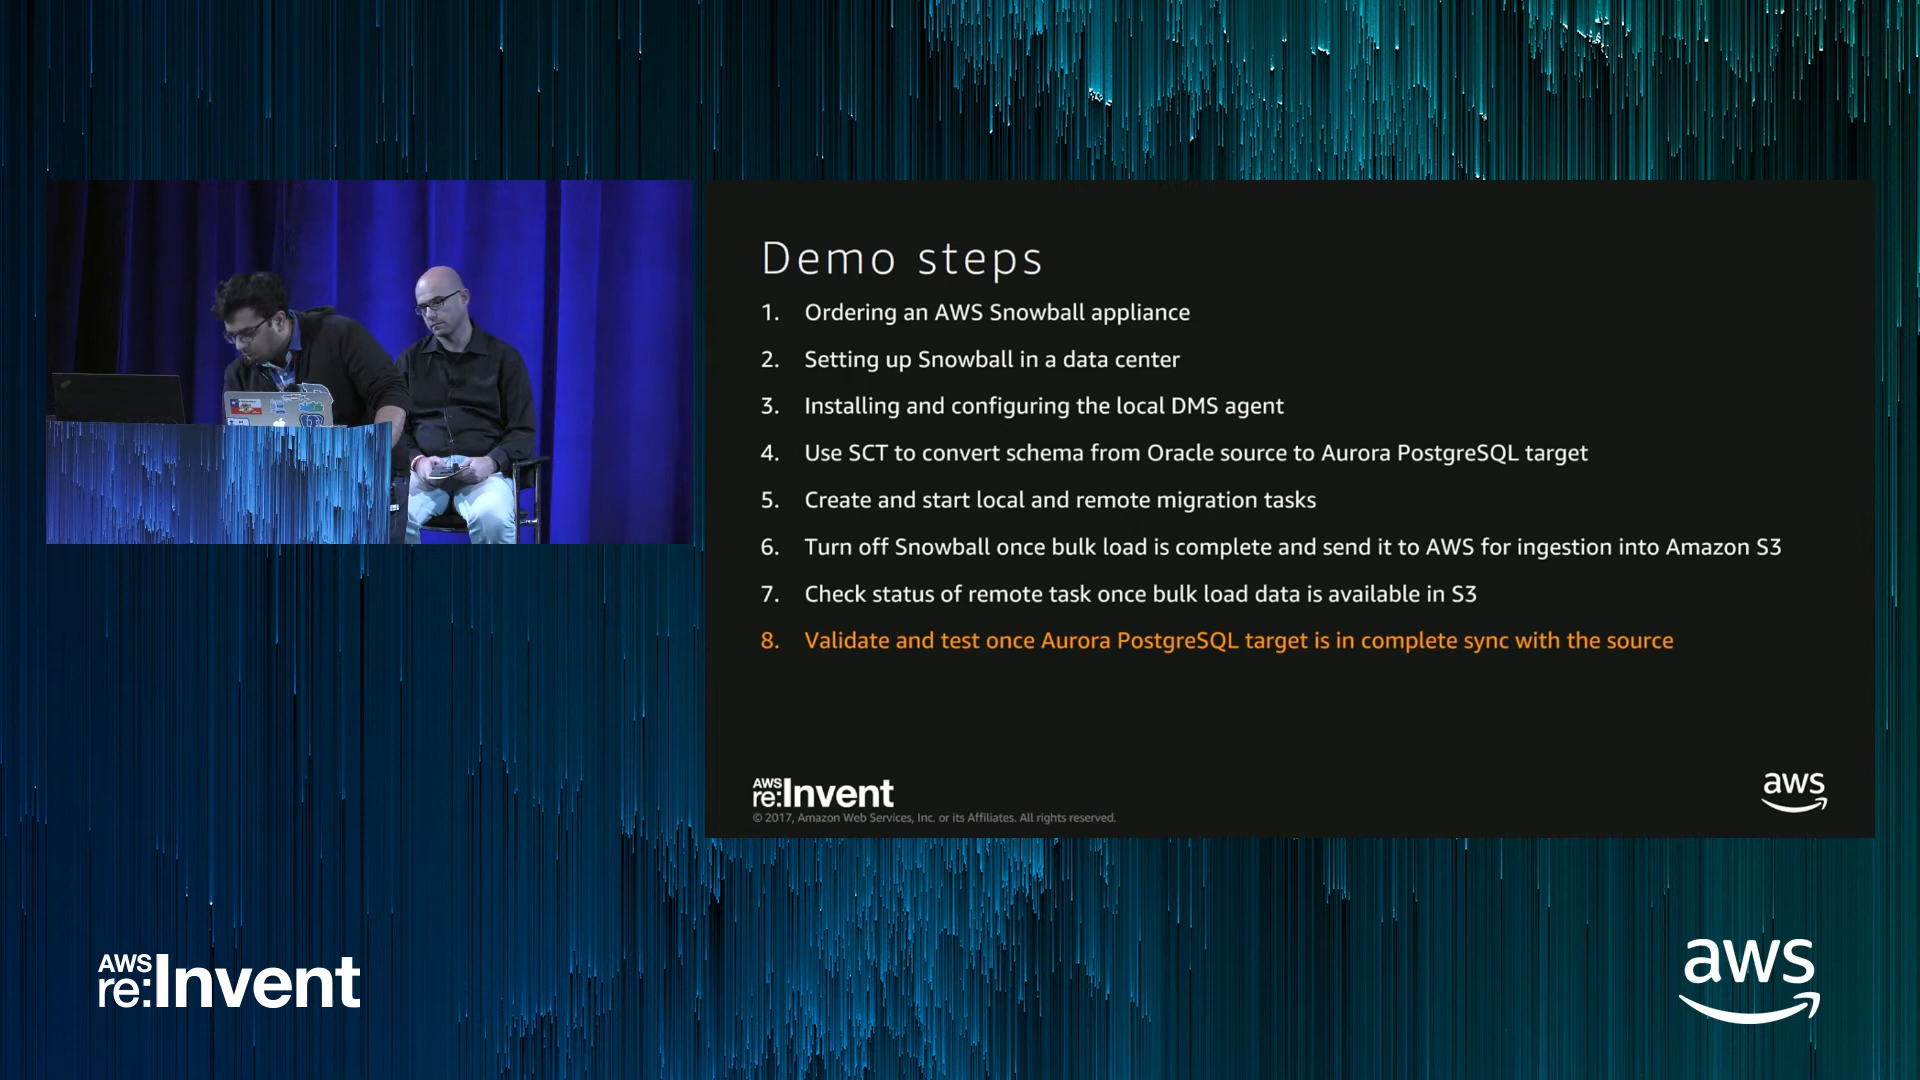 Demo steps
1. Ordering an AWS Snowball appliance
2. Setting up Snowball in a data center
3. Installing and configuring the local DMS agent
4. Use SCT to convert schema from Oracle source to Aurora PostgreSQL target
5. Create and start local and remote migration tasks
6. Turn off Snowball once bulk load is complete and send it to AWS for ingestion into Amazon S3
7. Check status of remote task once bulk load data is available in S3
8. Validate and test once Aurora PostgreSQL target is in complete sync with the source
AWS
re:Invent
© 2017, Amazon Web Services, Inc. or its Affiliates. All rights reserved.
aws
AWS
re:Invent
aws